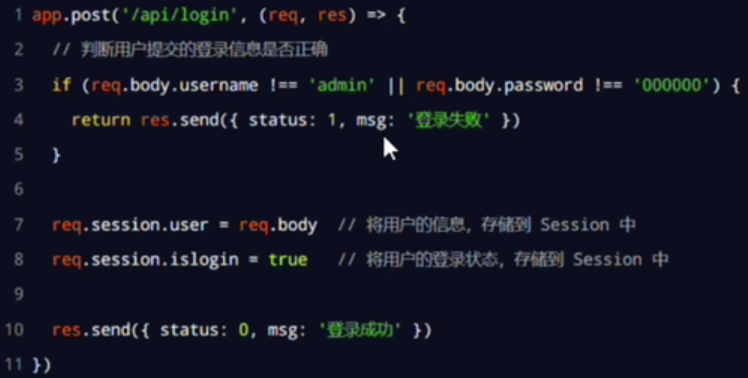 1 app.post('/api/login', (req, res) => {
2 // 判断用户提交的登录信息是否正确
3 if (req.body.username !== 'admin' || req.body.password !== '000000') {
4 return res.send({ status: 1, msg: '登录失败' })
5 }
6
7 req.session.user = req.body // 将用户的信息，存储到 Session 中
8 req.session.islogin = true // 将用户的登录状态，存储到 Session 中
9
10 res.send({ status: 0, msg: '登录成功' })
11 })